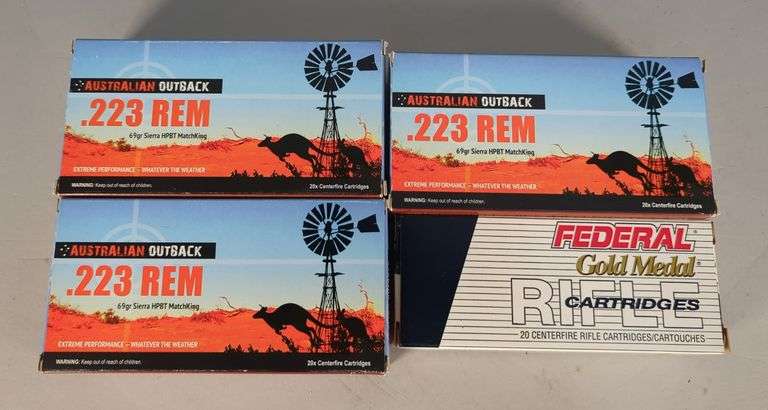 AUSTRALIAN OUTBACK
.223 REM
69gr Sierra HPBT MatchKing
EXTREME PERFORMANCE – WHATEVER THE WEATHER
WARNING: Keep out of reach of children.
20x Centerfire Cartridges
AUSTRALIAN OUTBACK
.223 REM
69gr Sierra HPBT MatchKing
EXTREME PERFORMANCE – WHATEVER THE WEATHER
WARNING: Keep out of reach of children.
20x Centerfire Cartridges
AUSTRALIAN OUTBACK
.223 REM
69gr Sierra HPBT MatchKing
EXTREME PERFORMANCE – WHATEVER THE WEATHER
WARNING: Keep out of reach of children.
20x Centerfire Cartridges
FEDERAL®
Gold Medal®
RIFLE
CARTRIDGES
20 CENTERFIRE RIFLE CARTRIDGES/CARTOUCHES